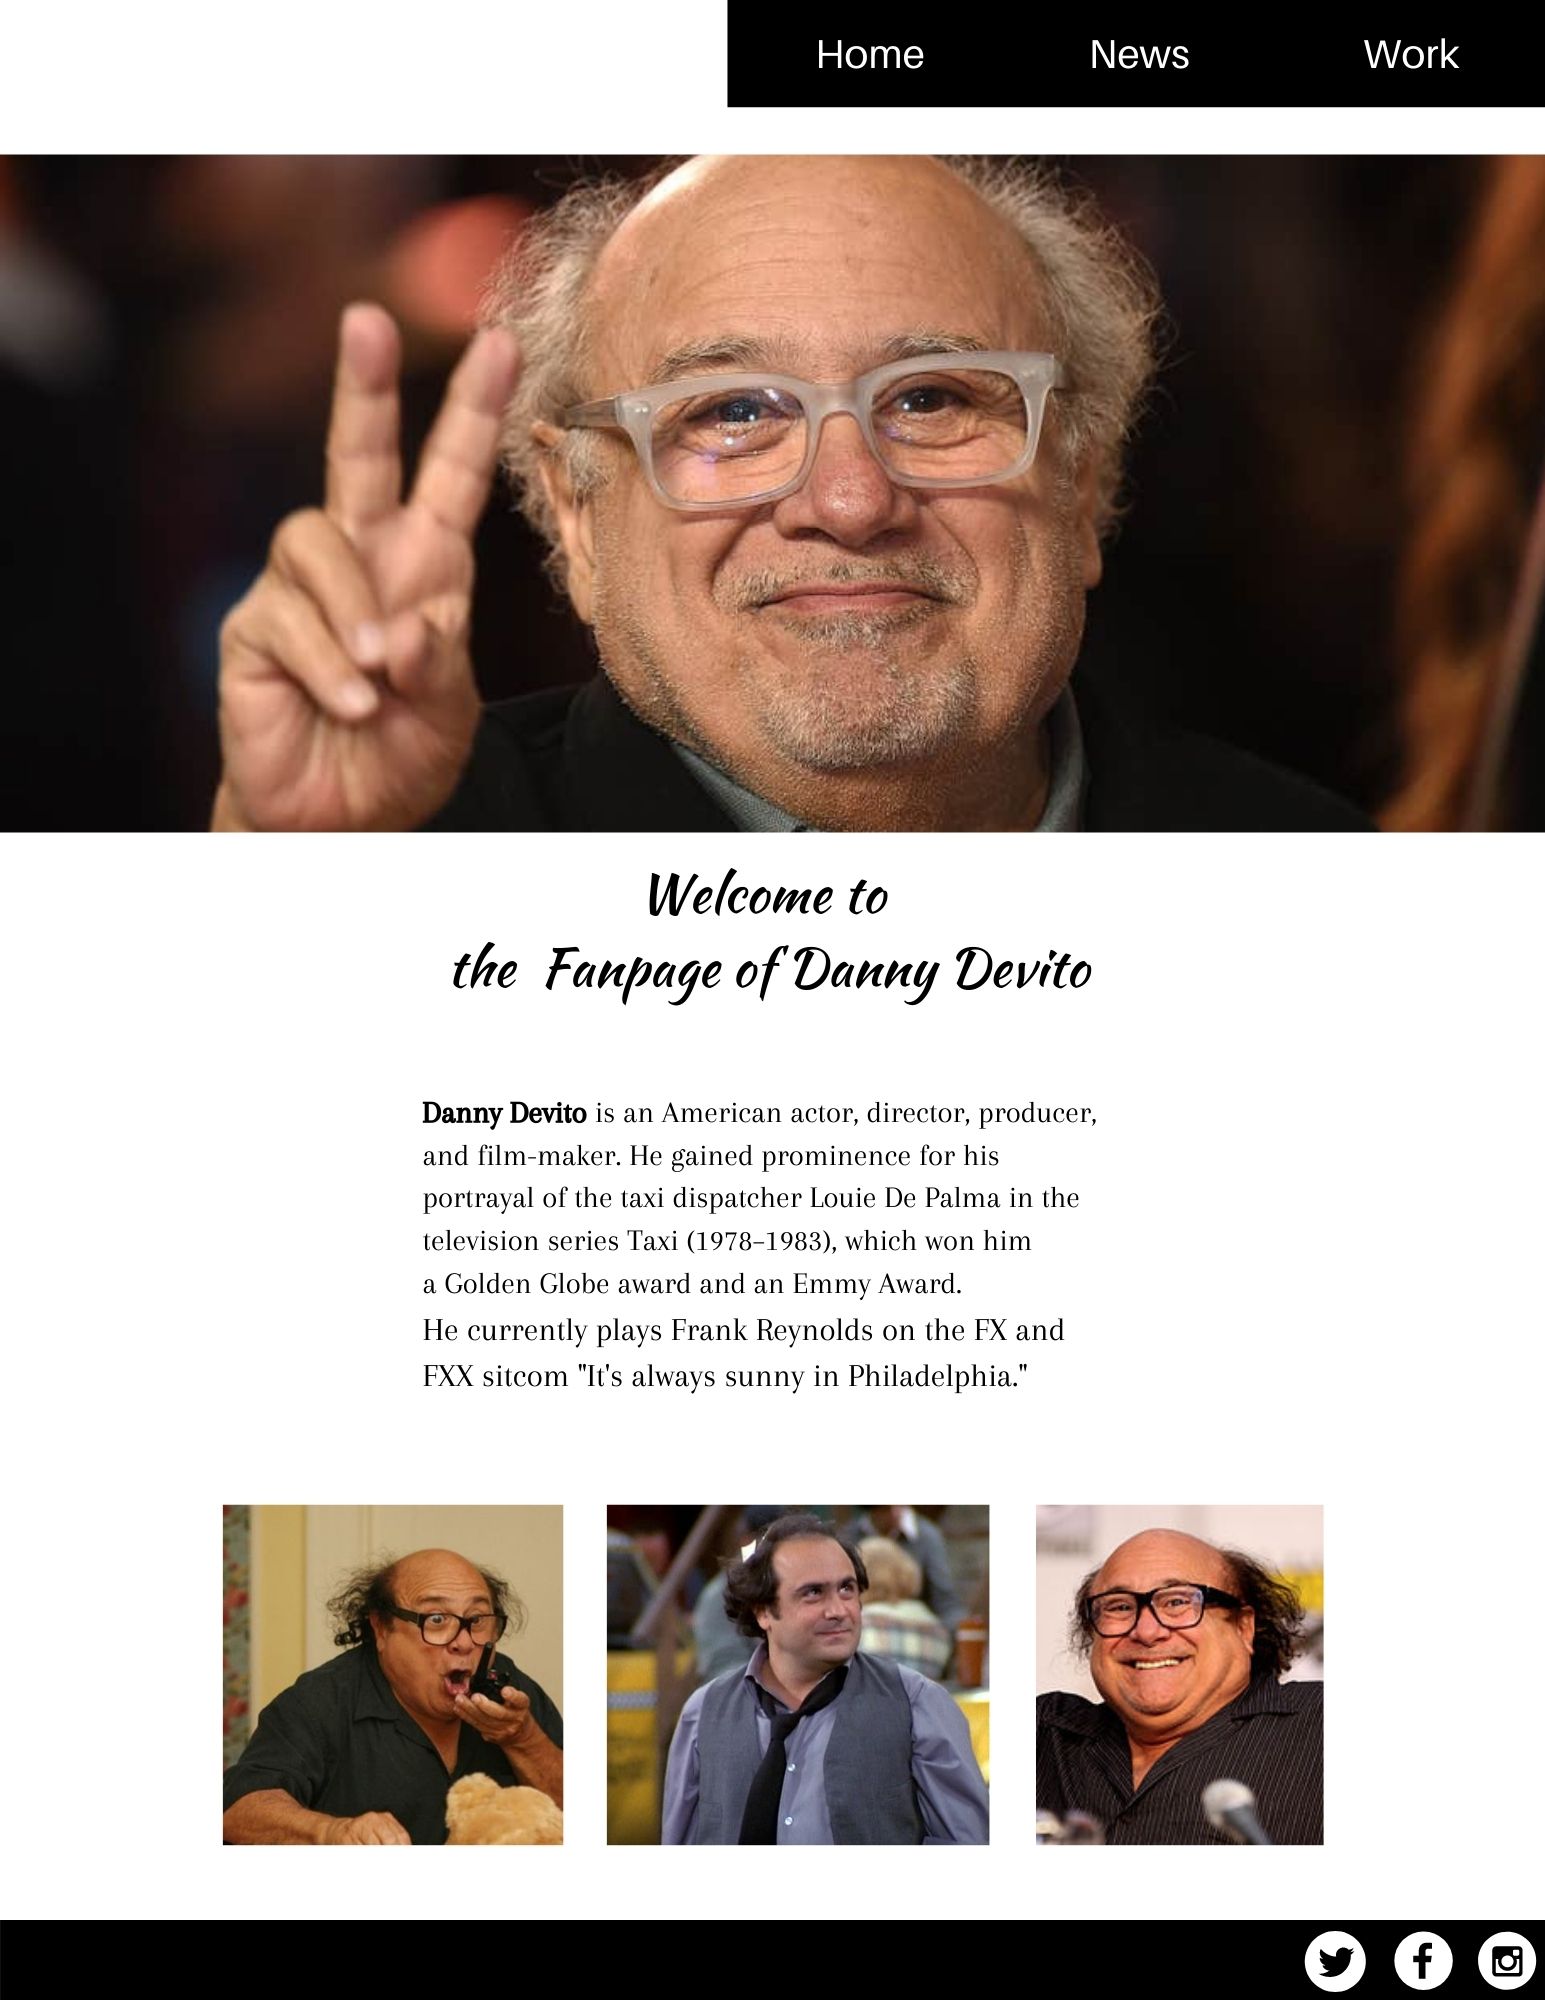 Home
News
Work
Welcome to
the Fanpage of Danny Devito
Danny Devito is an American actor, director, producer,
and film-maker. He gained prominence for his
portrayal of the taxi dispatcher Louie De Palma in the
television series Taxi (1978–1983), which won him
a Golden Globe award and an Emmy Award.
He currently plays Frank Reynolds on the FX and
FXX sitcom "It's always sunny in Philadelphia."